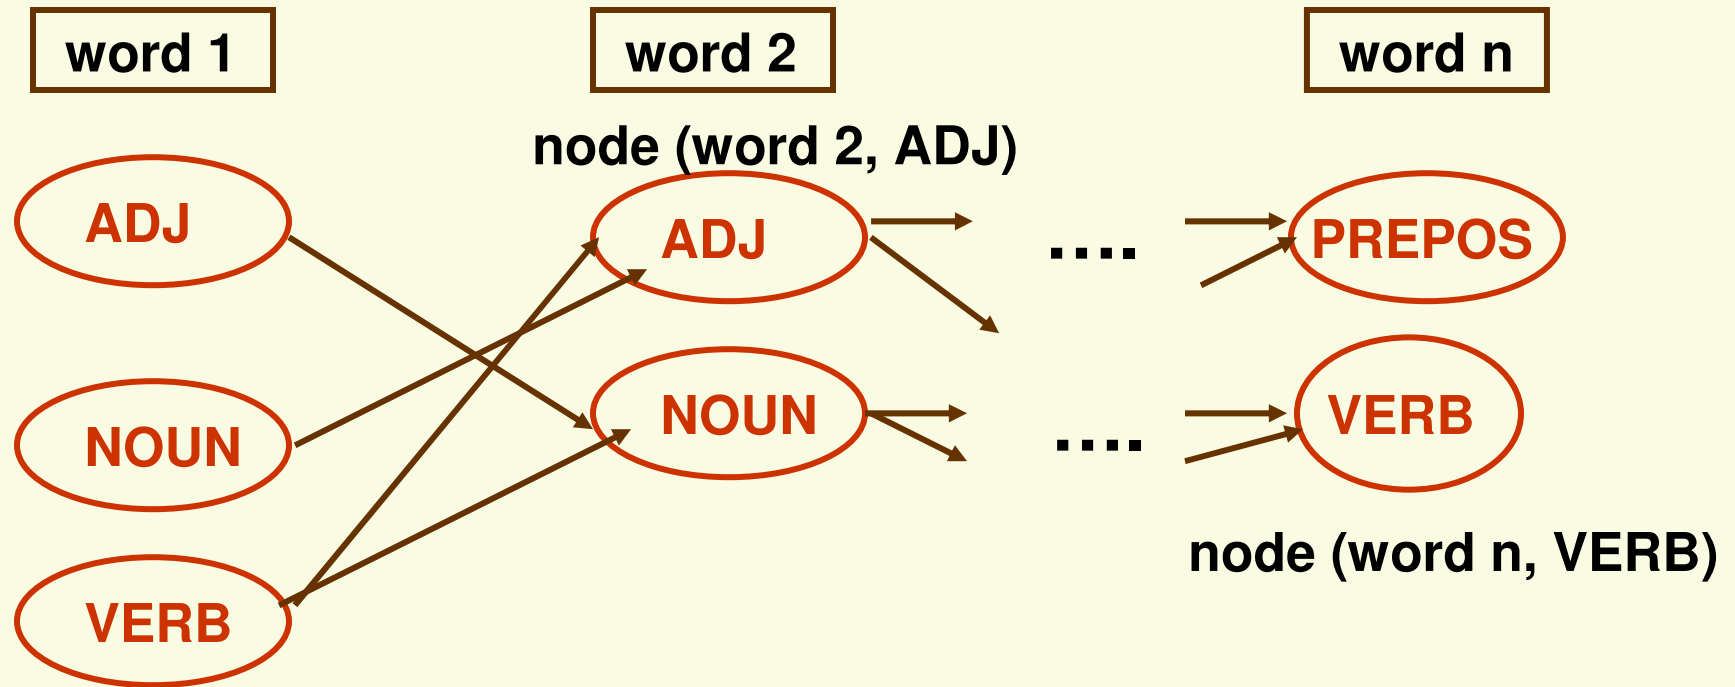 word 1
word 2
word n
node (word 2, ADJ)
ADJ
ADJ
....
PREPOS
NOUN
NOUN
....
VERB
node (word n, VERB)
VERB